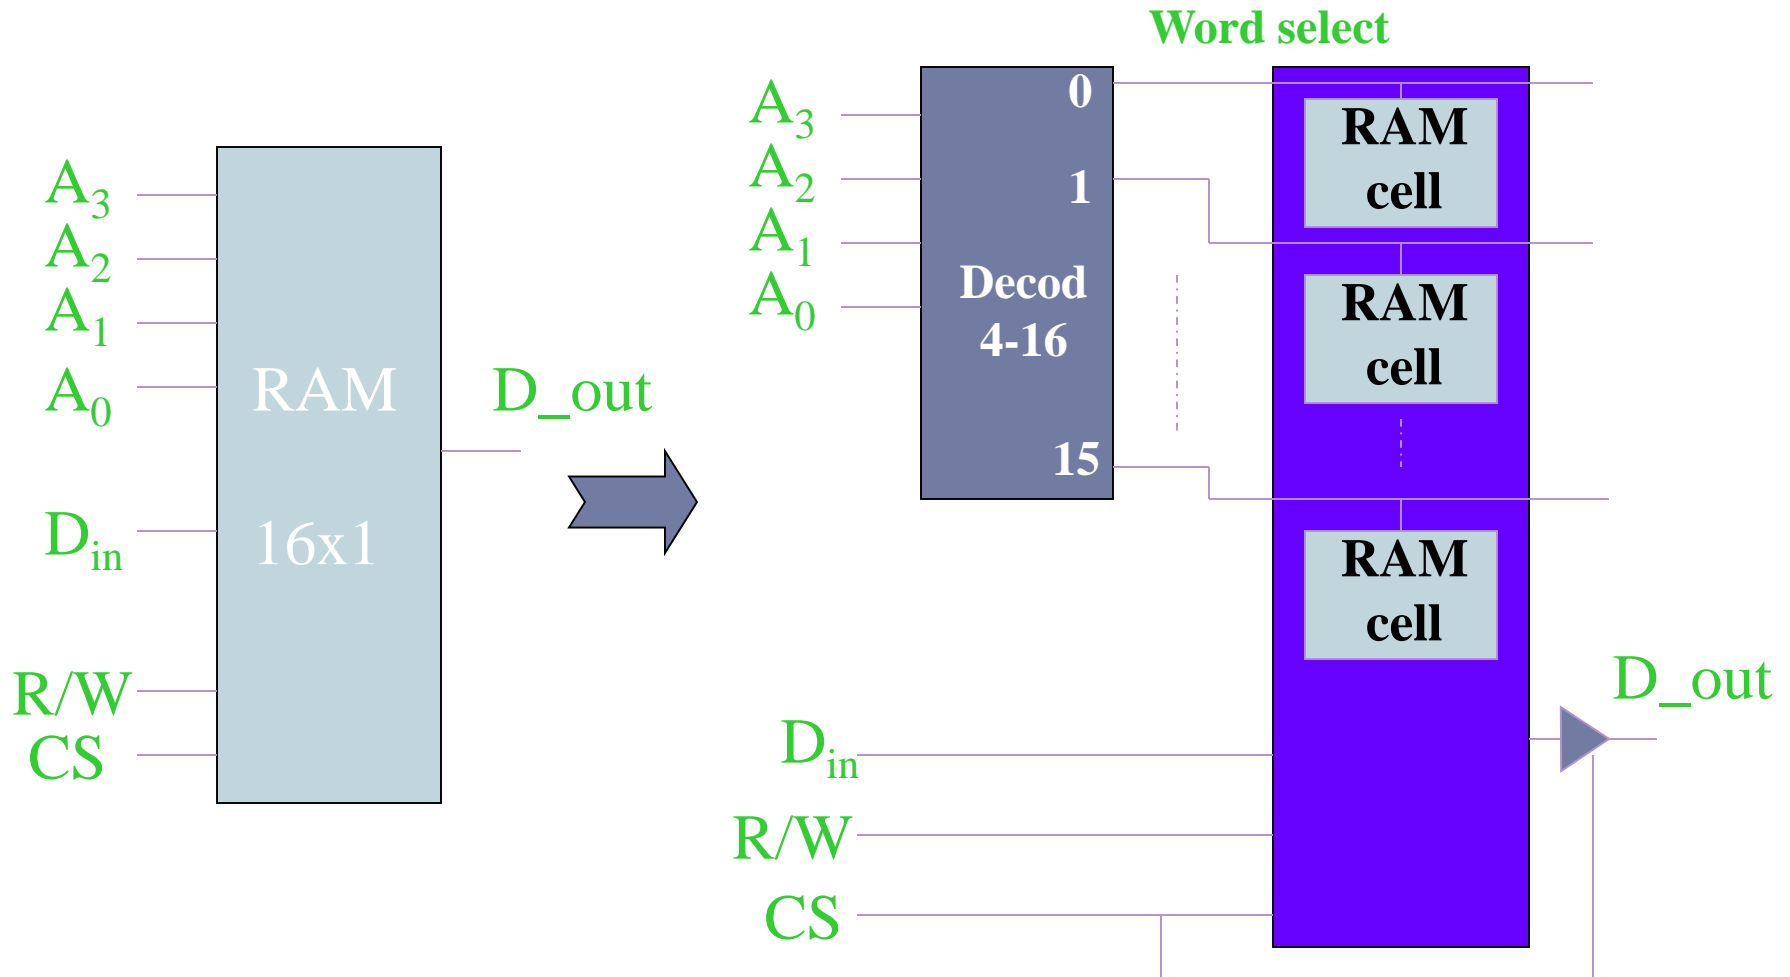 A3
A2
A1
A0
Din
R/W
CS
RAM
16x1
D_out
Word select
A3
A2
A1
A0
0
1
Decod
4-16
15
RAM
cell
RAM
cell
RAM
cell
Din
R/W
CS
D_out